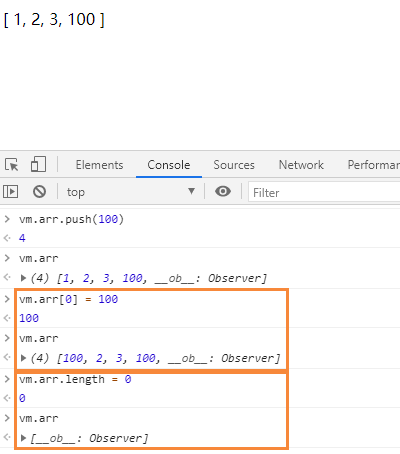 [ 1, 2, 3, 100 ]
Elements Console Sources Network Performan
top ▼ Filter
> vm.arr.push(100)
4
> vm.arr
▶ (4) [1, 2, 3, 100, __ob__: Observer]
> vm.arr[0] = 100
100
> vm.arr
▶ (4) [100, 2, 3, 100, __ob__: Observer]
> vm.arr.length = 0
0
> vm.arr
▶ [__ob__: Observer]